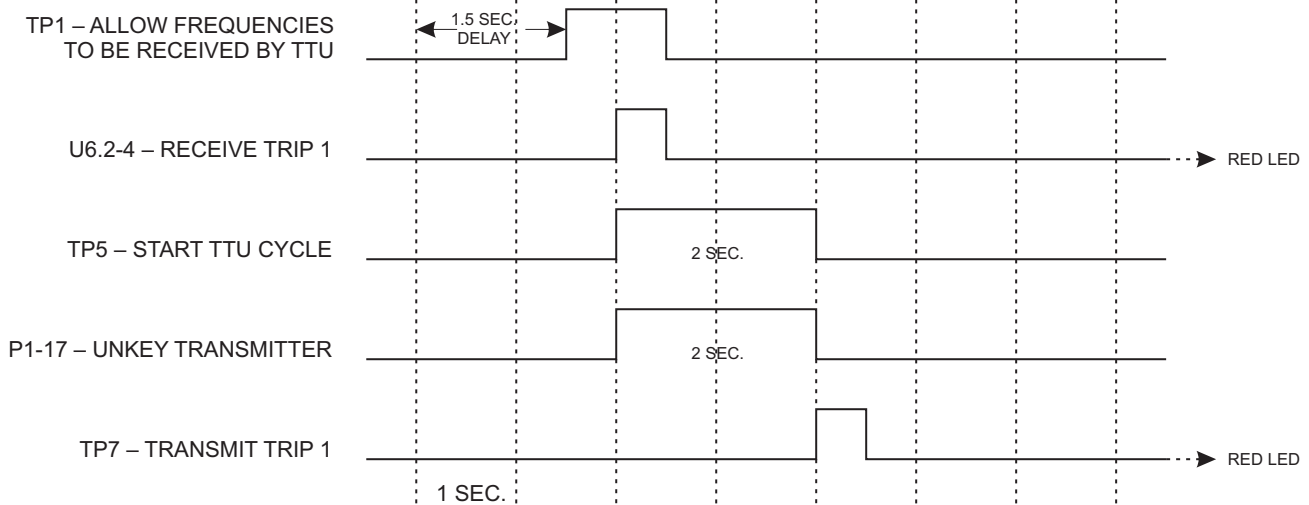 TP1 – ALLOW FREQUENCIES
TO BE RECEIVED BY TTU
1.5 SEC.
DELAY
U6.2-4 – RECEIVE TRIP 1
RED LED
TP5 – START TTU CYCLE
2 SEC.
P1-17 – UNKEY TRANSMITTER
2 SEC.
TP7 – TRANSMIT TRIP 1
RED LED
1 SEC.